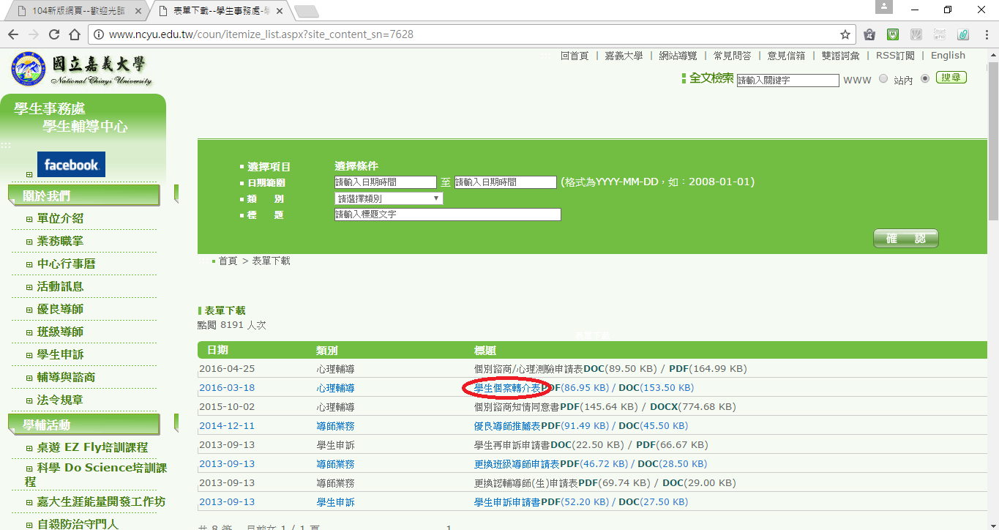 104新版網頁--歡迎光臨
表單下載--學生事務處-
www.ncyu.edu.tw/coun/itemize_list.aspx?site_content_sn=7628
國立嘉義大學
National Chiayi University
回首頁 | 嘉義大學 | 網站導覽 | 常見問答 | 意見信箱 | 雙語詞彙 | RSS訂閱 | English
全文檢索 請輸入關鍵字 WWW 站內 搜尋
學生事務處
學生輔導中心
facebook
關於我們
單位介紹
業務職掌
中心行事曆
活動訊息
優良導師
班級導師
學生申訴
輔導與諮商
法令規章
學輔活動
桌遊 EZ Fly培訓課程
科學 Do Science培訓課
程
嘉大生涯能量開發工作坊
自殺防治守門人
選擇項目 選擇條件
日期範圍 請輸入日期時間 至 請輸入日期時間 (格式為YYYY-MM-DD，如：2008-01-01)
類 別 請選擇類別
標 題 請輸入標題文字
確 認
首頁 > 表單下載
表單下載
點閱 8191 人次
表單下載
日期 類別 標題
2016-04-25 心理輔導 個別諮商/心理測驗申請表DOC(89.50 KB) / PDF(164.99 KB)
2016-03-18 心理輔導 學生個案轉介表PDF(86.95 KB) / DOC(153.50 KB)
2015-10-02 心理輔導 個別諮商知情同意書PDF(145.64 KB) / DOCX(774.68 KB)
2014-12-11 導師業務 優良導師推薦表PDF(91.49 KB) / DOC(45.50 KB)
2013-09-13 學生申訴 學生再申訴申請書DOC(22.50 KB) / PDF(66.67 KB)
2013-09-13 導師業務 更換班級導師申請表PDF(46.72 KB) / DOC(28.50 KB)
2013-09-13 導師業務 更換認輔導師(生)申請表PDF(69.74 KB) / DOC(29.00 KB)
2013-09-13 學生申訴 學生申訴申請書PDF(52.20 KB) / DOC(27.50 KB)
共 8 筆 目前在 1 / 1 頁 1